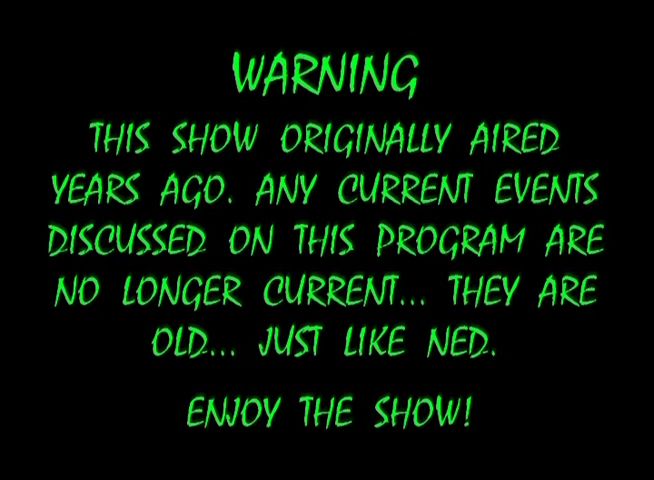 WARNING
THIS SHOW ORIGINALLY AIRED
YEARS AGO. ANY CURRENT EVENTS
DISCUSSED ON THIS PROGRAM ARE
NO LONGER CURRENT... THEY ARE
OLD... JUST LIKE NED.
ENJOY THE SHOW!